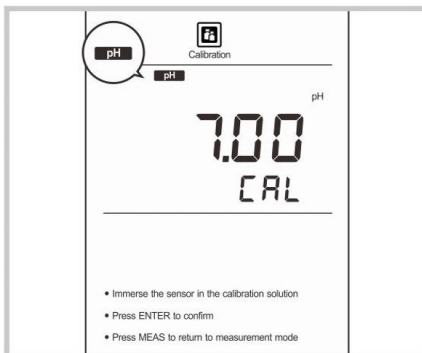 pH
Calibration
pH
pH
7.00
CAL
• Immerse the sensor in the calibration solution
• Press ENTER to confirm
• Press MEAS to return to measurement mode